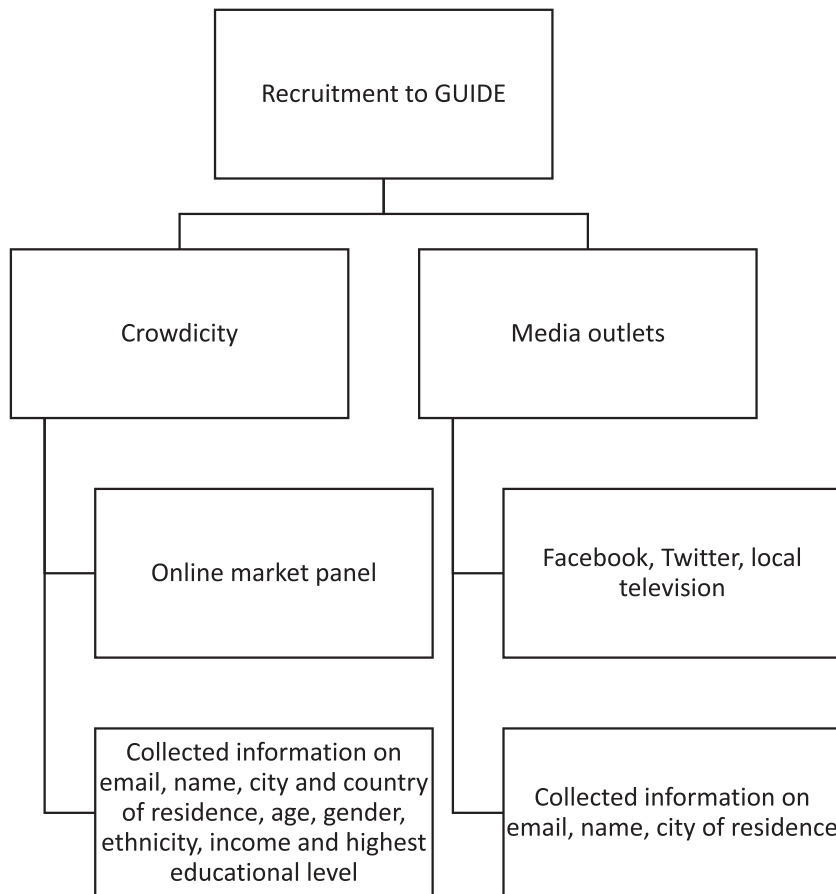 Recruitment to GUIDE
Crowdicity
Media outlets
Online market panel
Facebook, Twitter, local
television
Collected information on
email, name, city and country
of residence, age, gender,
ethnicity, income and highest
educational level
Collected information on
email, name, city of residence